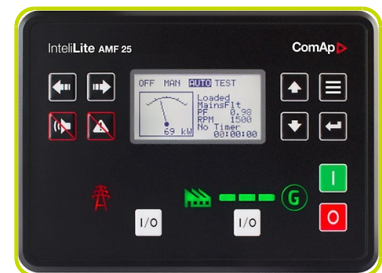 InteliLite AMF 25
ComAp
OFF MAN AUTO TEST
Loaded
MainsFlt
PF 0.98
RPM 1500
No Timer
00:00:00
69 kW
G
I
I/O
I/O
O